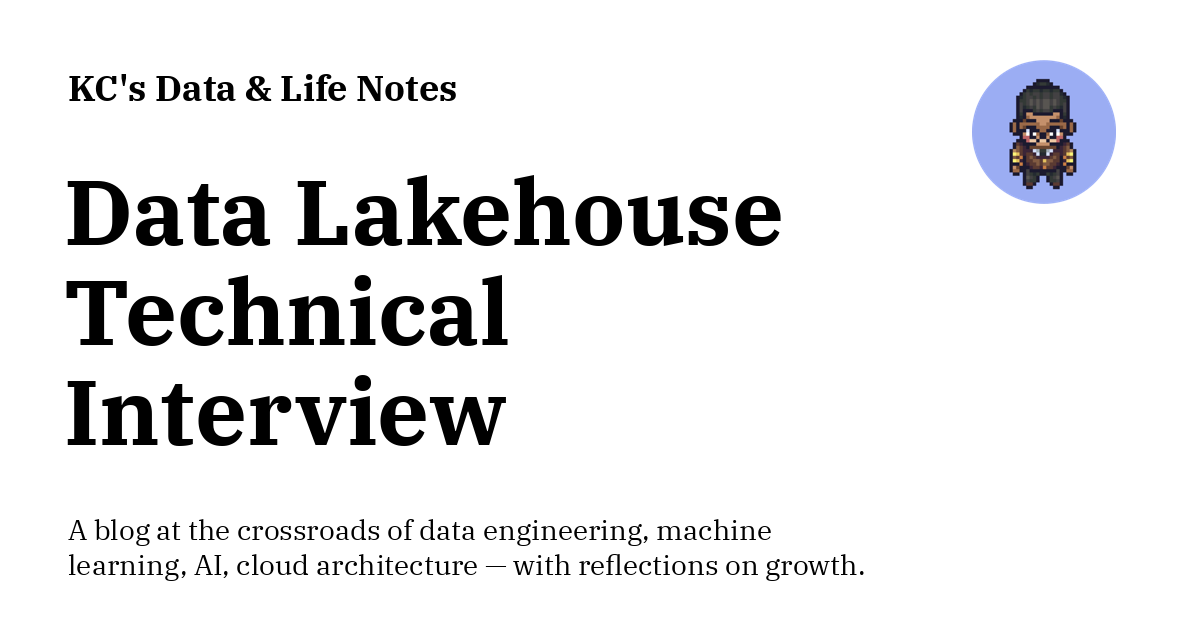 KC's Data & Life Notes
Data Lakehouse
Technical
Interview
A blog at the crossroads of data engineering, machine
learning, AI, cloud architecture — with reflections on growth.